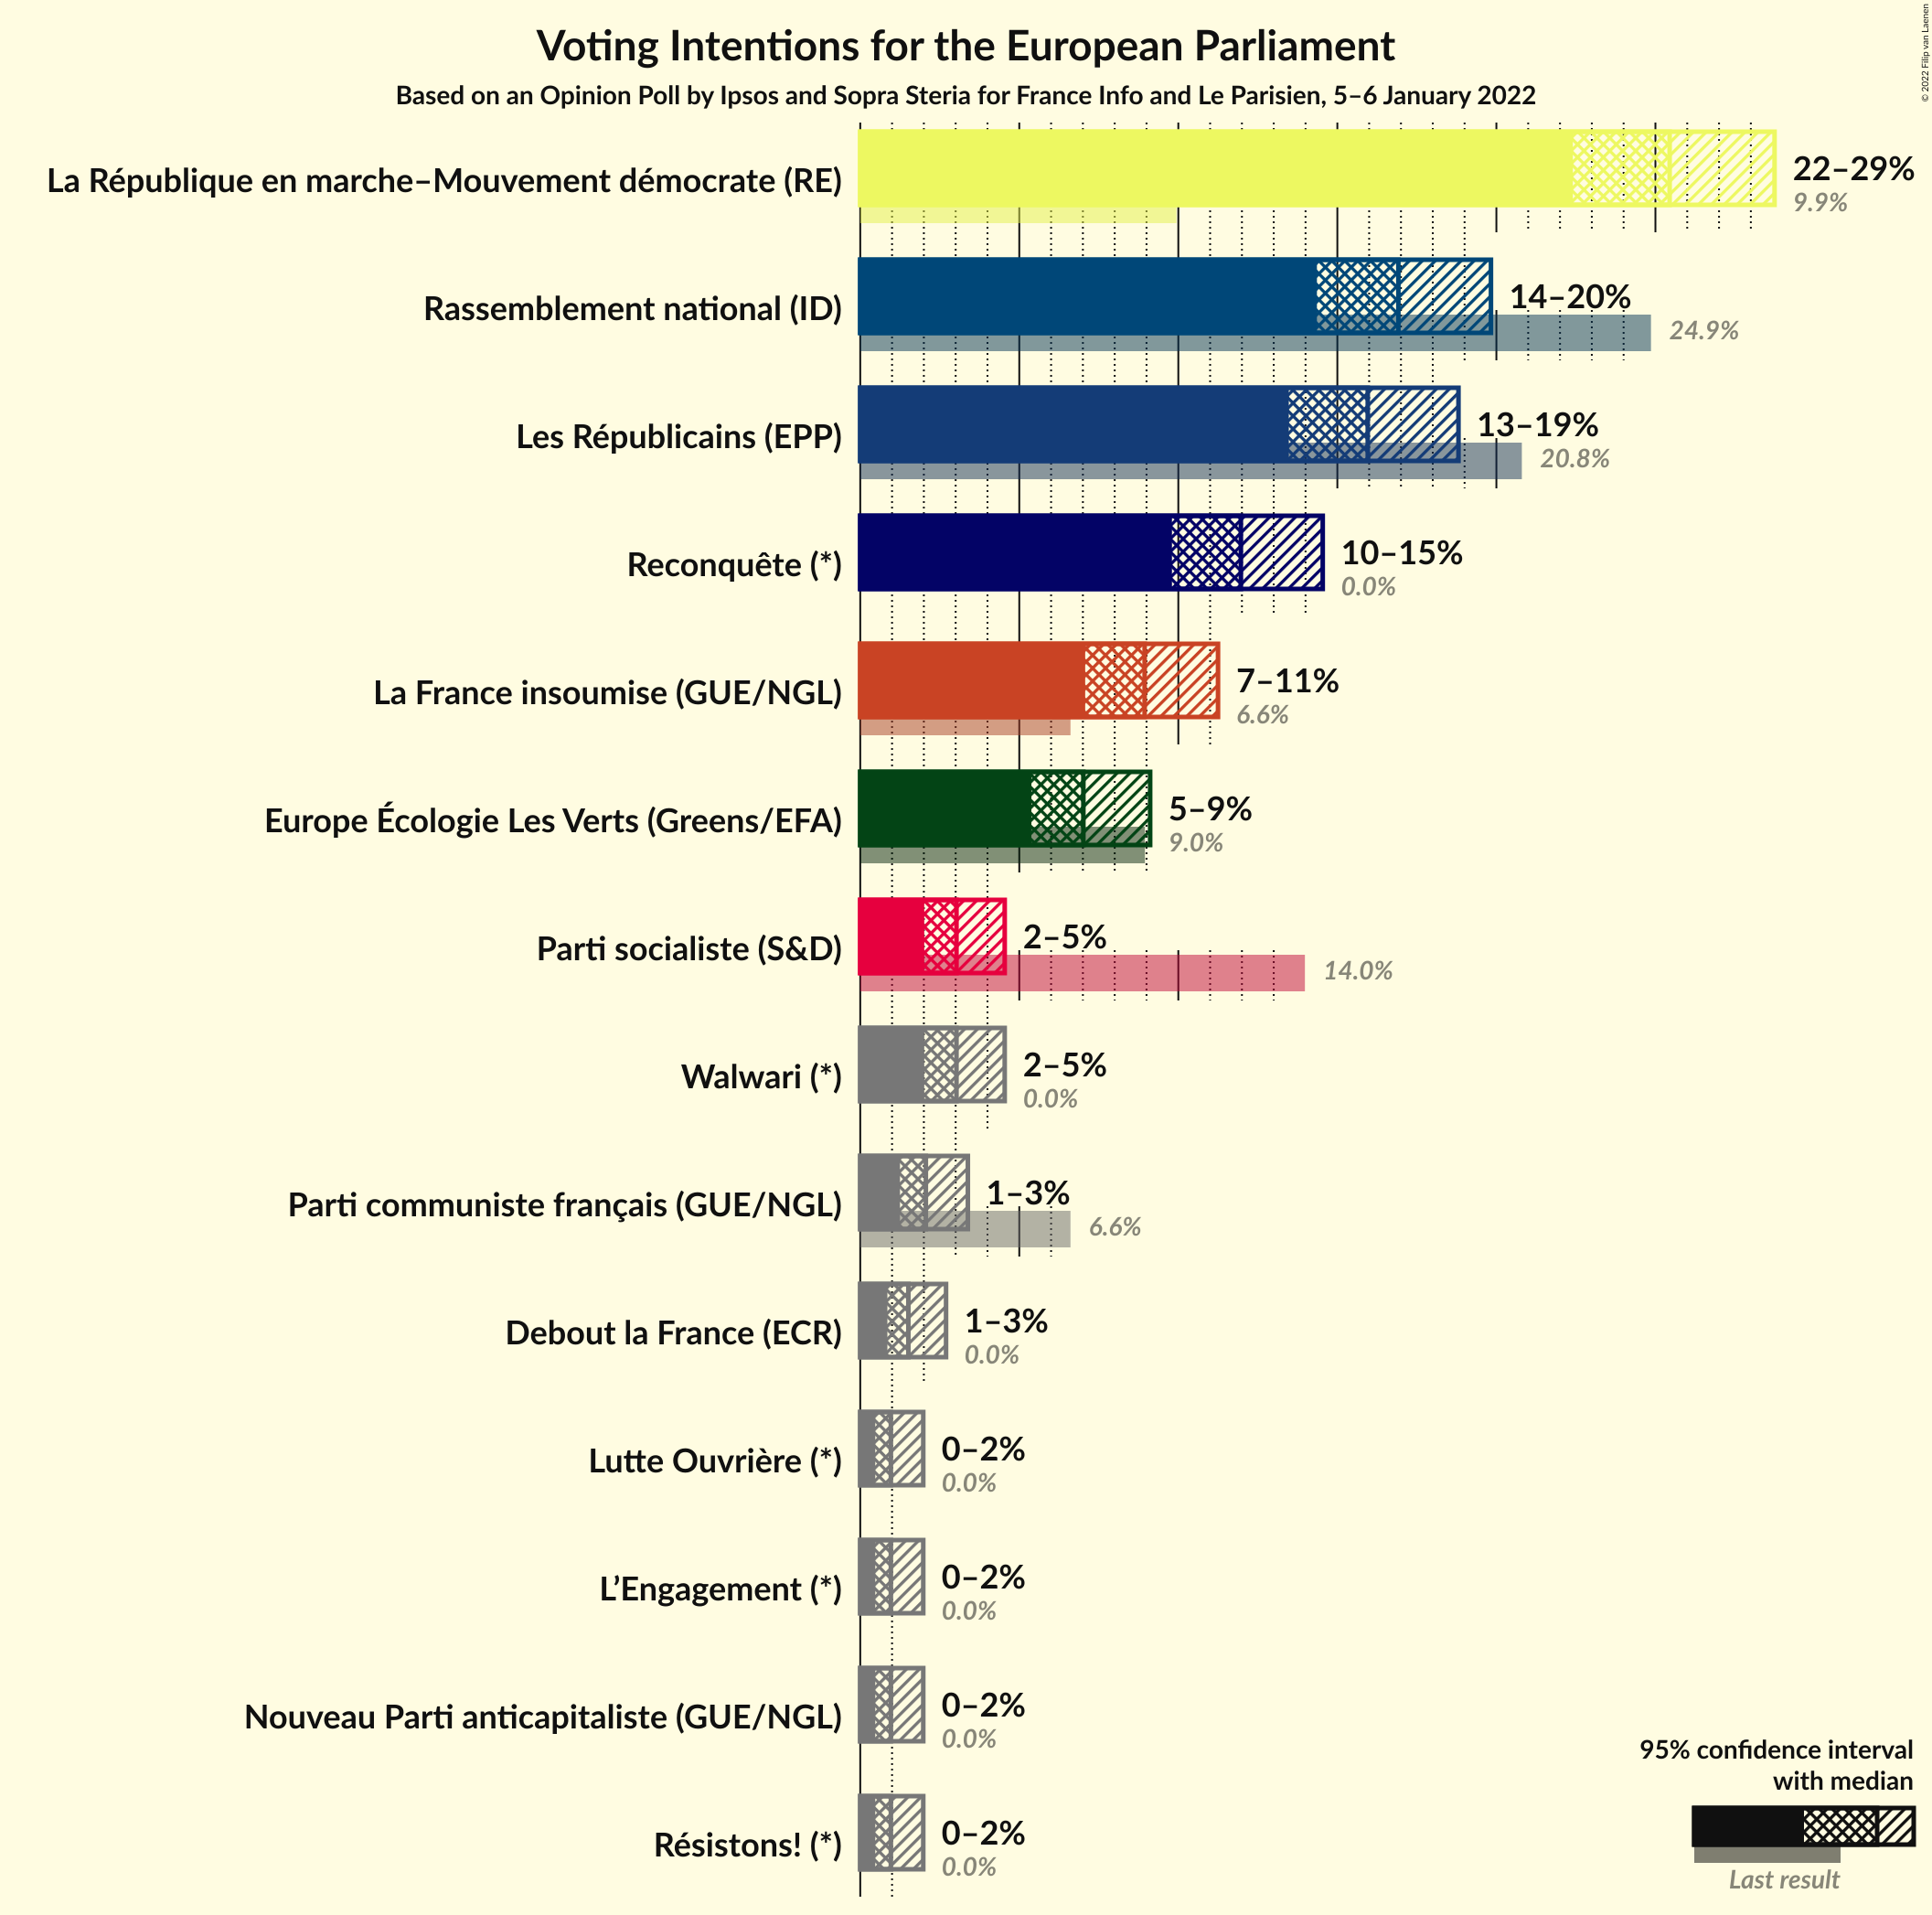 © 2022 Filip van Laenen
Voting Intentions for the European Parliament
Based on an Opinion Poll by Ipsos and Sopra Steria for France Info and Le Parisien, 5–6 January 2022
La République en marche–Mouvement démocrate (RE)
22–29%
9.9%
Rassemblement national (ID)
14–20%
24.9%
Les Républicains (EPP)
13–19%
20.8%
Reconquête (*)
10–15%
0.0%
La France insoumise (GUE/NGL)
7–11%
6.6%
Europe Écologie Les Verts (Greens/EFA)
5–9%
9.0%
Parti socialiste (S&D)
2–5%
14.0%
Walwari (*)
2–5%
0.0%
Parti communiste français (GUE/NGL)
1–3%
6.6%
Debout la France (ECR)
1–3%
0.0%
Lutte Ouvrière (*)
0–2%
0.0%
L’Engagement (*)
0–2%
0.0%
Nouveau Parti anticapitaliste (GUE/NGL)
0–2%
0.0%
Résistons! (*)
0–2%
0.0%
95% confidence interval
with median
Last result